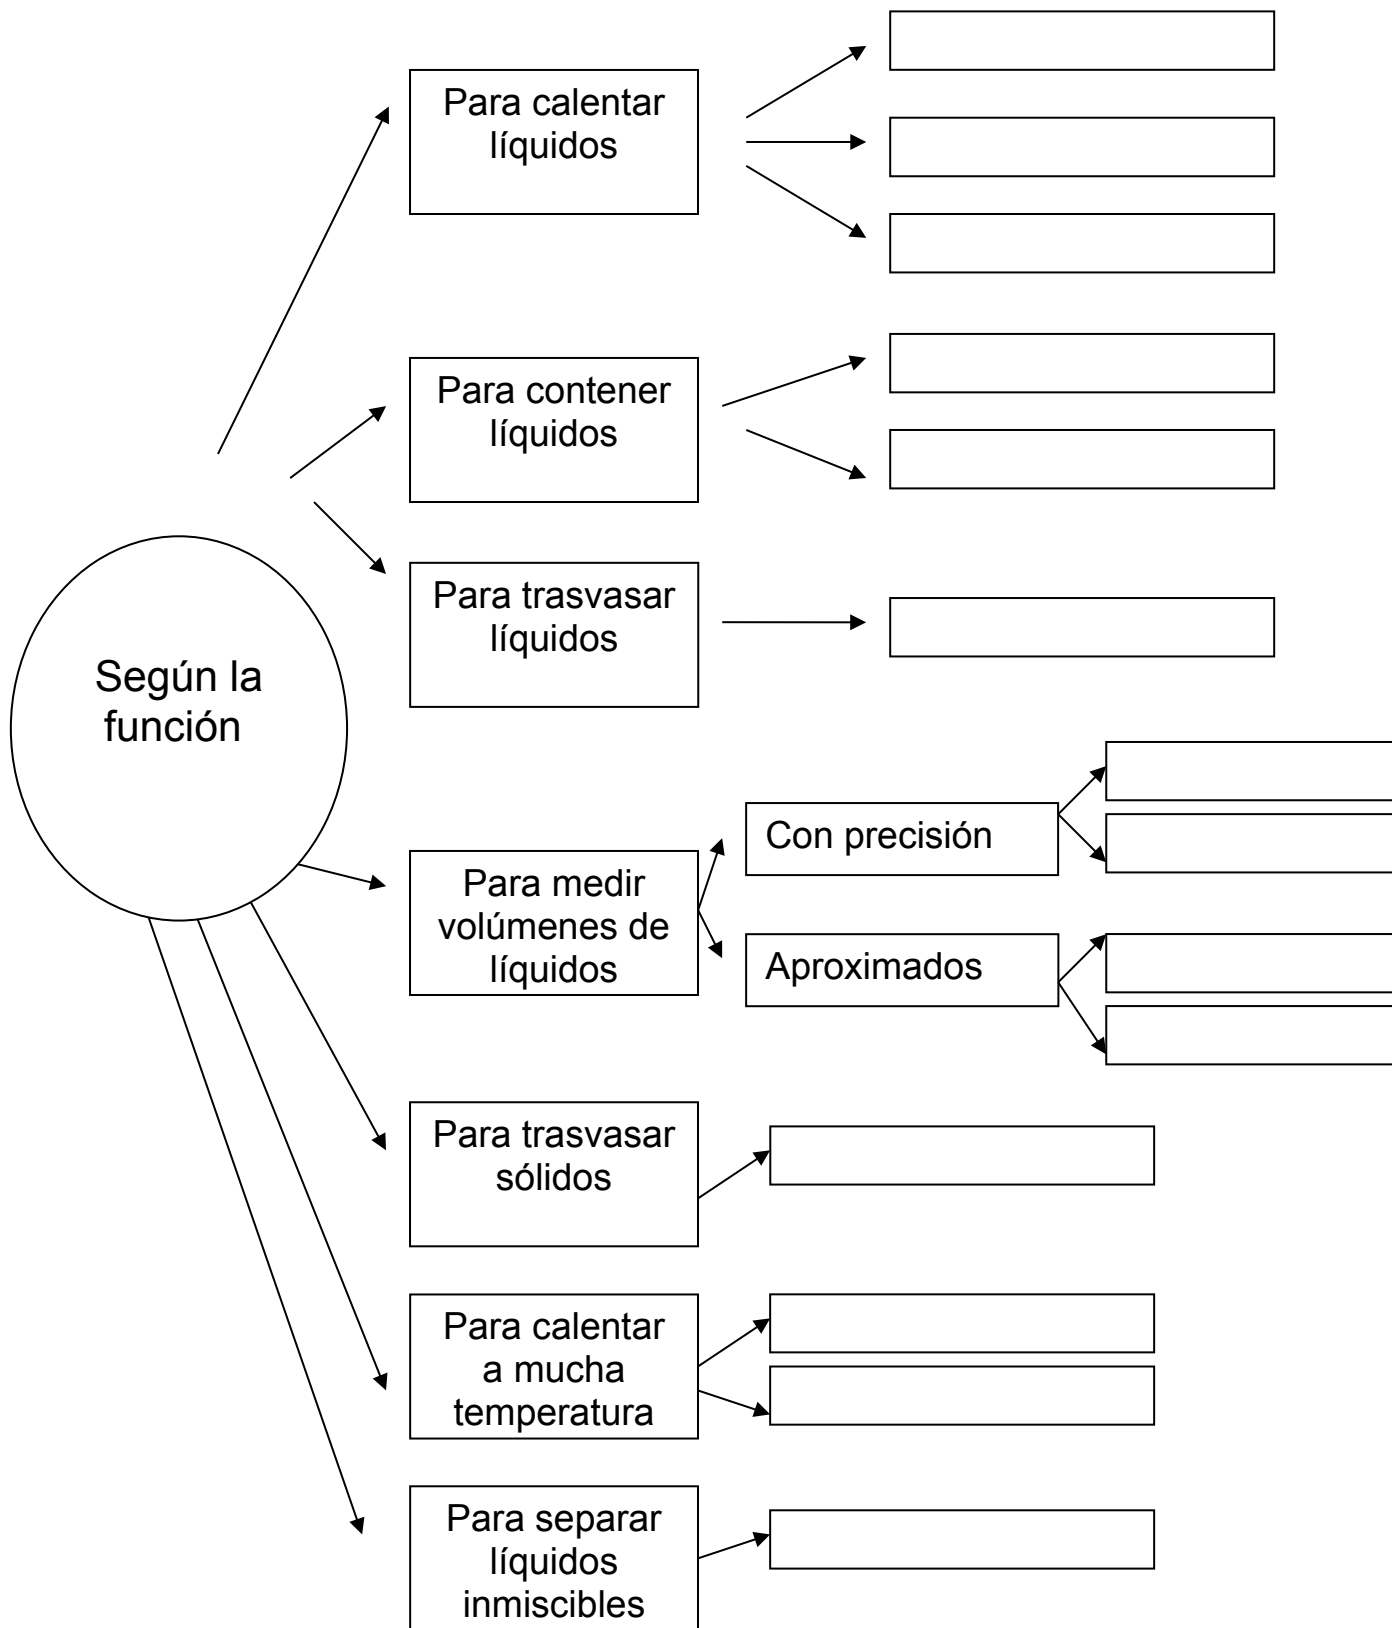 Para calentar
líquidos
Para contener
líquidos
Para trasvasar
líquidos
Según la
función
Con precisión
Para medir
volúmenes de
líquidos
Aproximados
Para trasvasar
sólidos
Para calentar
a mucha
temperatura
Para separar
líquidos
inmiscibles